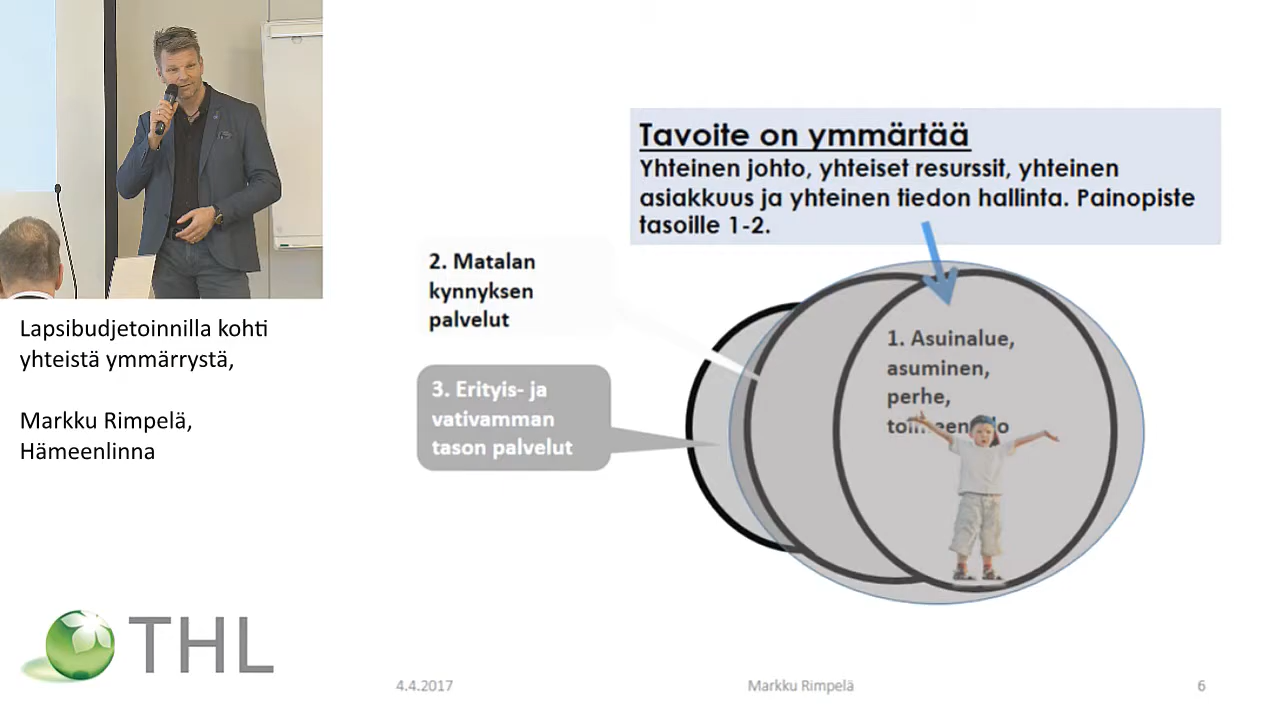 Lapsibudjetoinnilla kohti
yhteistä ymmärrystä,
Markku Rimpelä,
Hämeenlinna
THL
Tavoite on ymmärtää
Yhteinen johto, yhteiset resurssit, yhteinen
asiakkuus ja yhteinen tiedon hallinta. Painopiste
tasoille 1-2.
2. Matalan
kynnyksen
palvelut
3. Erityis- ja
vativamman
tason palvelut
1. Asuinalue,
asuminen,
perhe,
4.4.2017
Markku Rimpelä
6